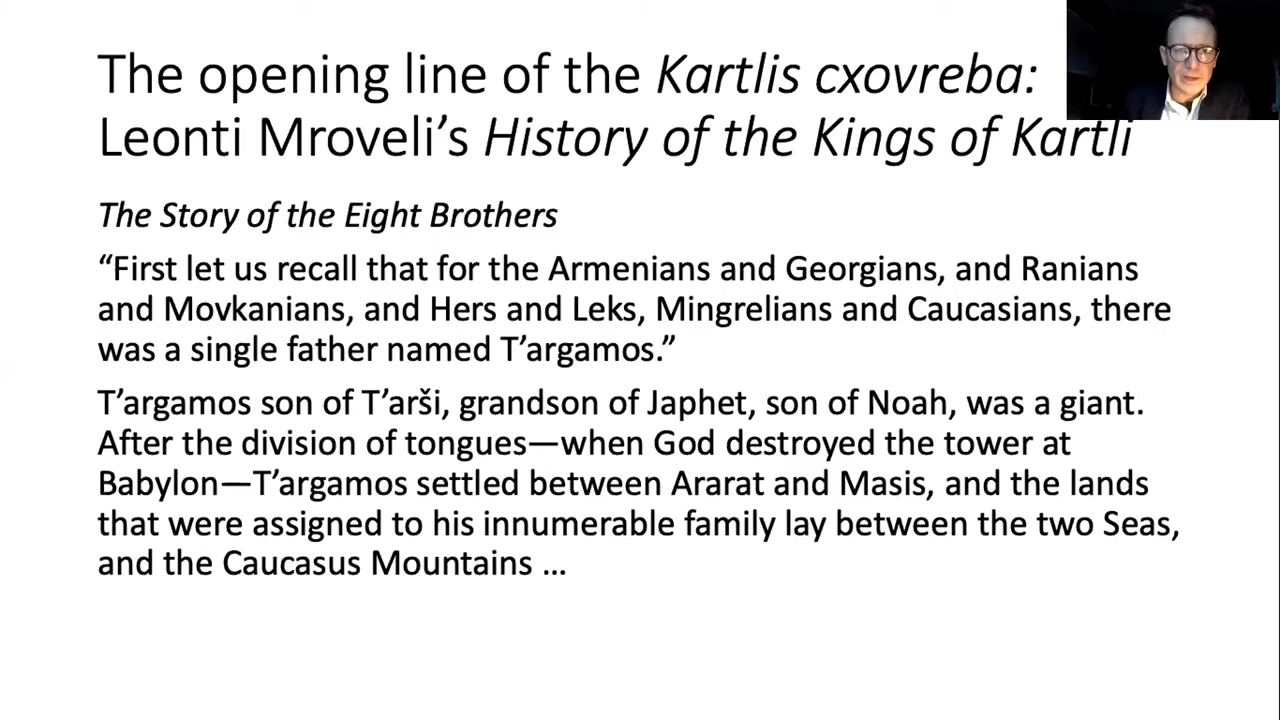 The opening line of the Kartlis cxovreba:
Leonti Mroveli’s History of the Kings of Kartli
The Story of the Eight Brothers
“First let us recall that for the Armenians and Georgians, and Ranians
and Movkanians, and Hers and Leks, Mingrelians and Caucasians, there
was a single father named T’argamos.”
T’argamos son of T’arši, grandson of Japhet, son of Noah, was a giant.
After the division of tongues—when God destroyed the tower at
Babylon—T’argamos settled between Ararat and Masis, and the lands
that were assigned to his innumerable family lay between the two Seas,
and the Caucasus Mountains ...